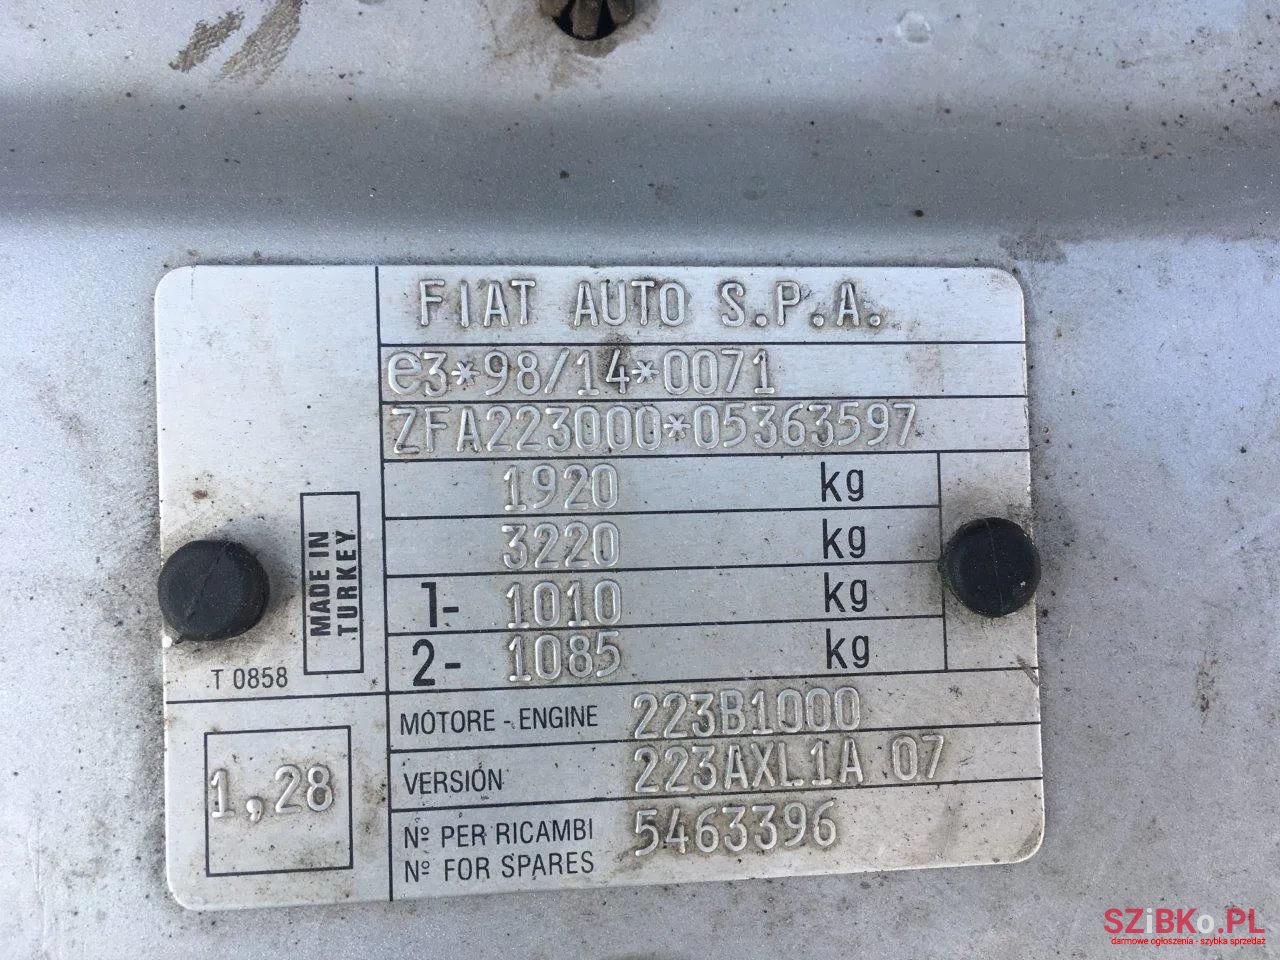 FIAT AUTO S.P.A.
e3*98/14*0071
ZFA223000*05363597
1920 kg
3220 kg
1- 1010 kg
2- 1085 kg
MADE IN
TURKEY
T 0858
MOTORE - ENGINE 223B1000
VERSIÓN 223AXL1A 07
Nº PER RICAMBI
Nº FOR SPARES
5463396
1,28
SZiBKo.PL
darmowe ogłoszenia - szybka sprzedaż